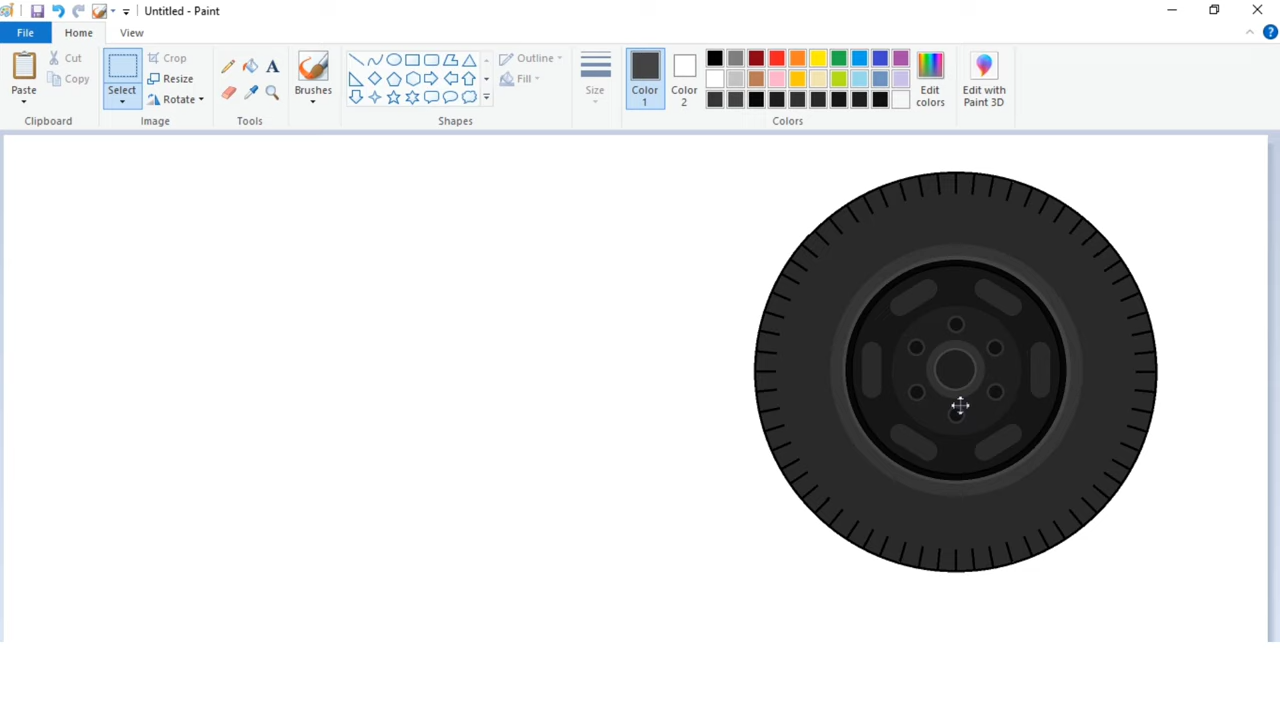 Untitled - Paint
File
Home
View
Paste
Cut
Copy
Clipboard
Select
Crop
Resize
Rotate
Image
A
Tools
Brushes
Outline
Fill
Shapes
Size
Color
1
Color
2
Edit
colors
Colors
Edit with
Paint 3D
?